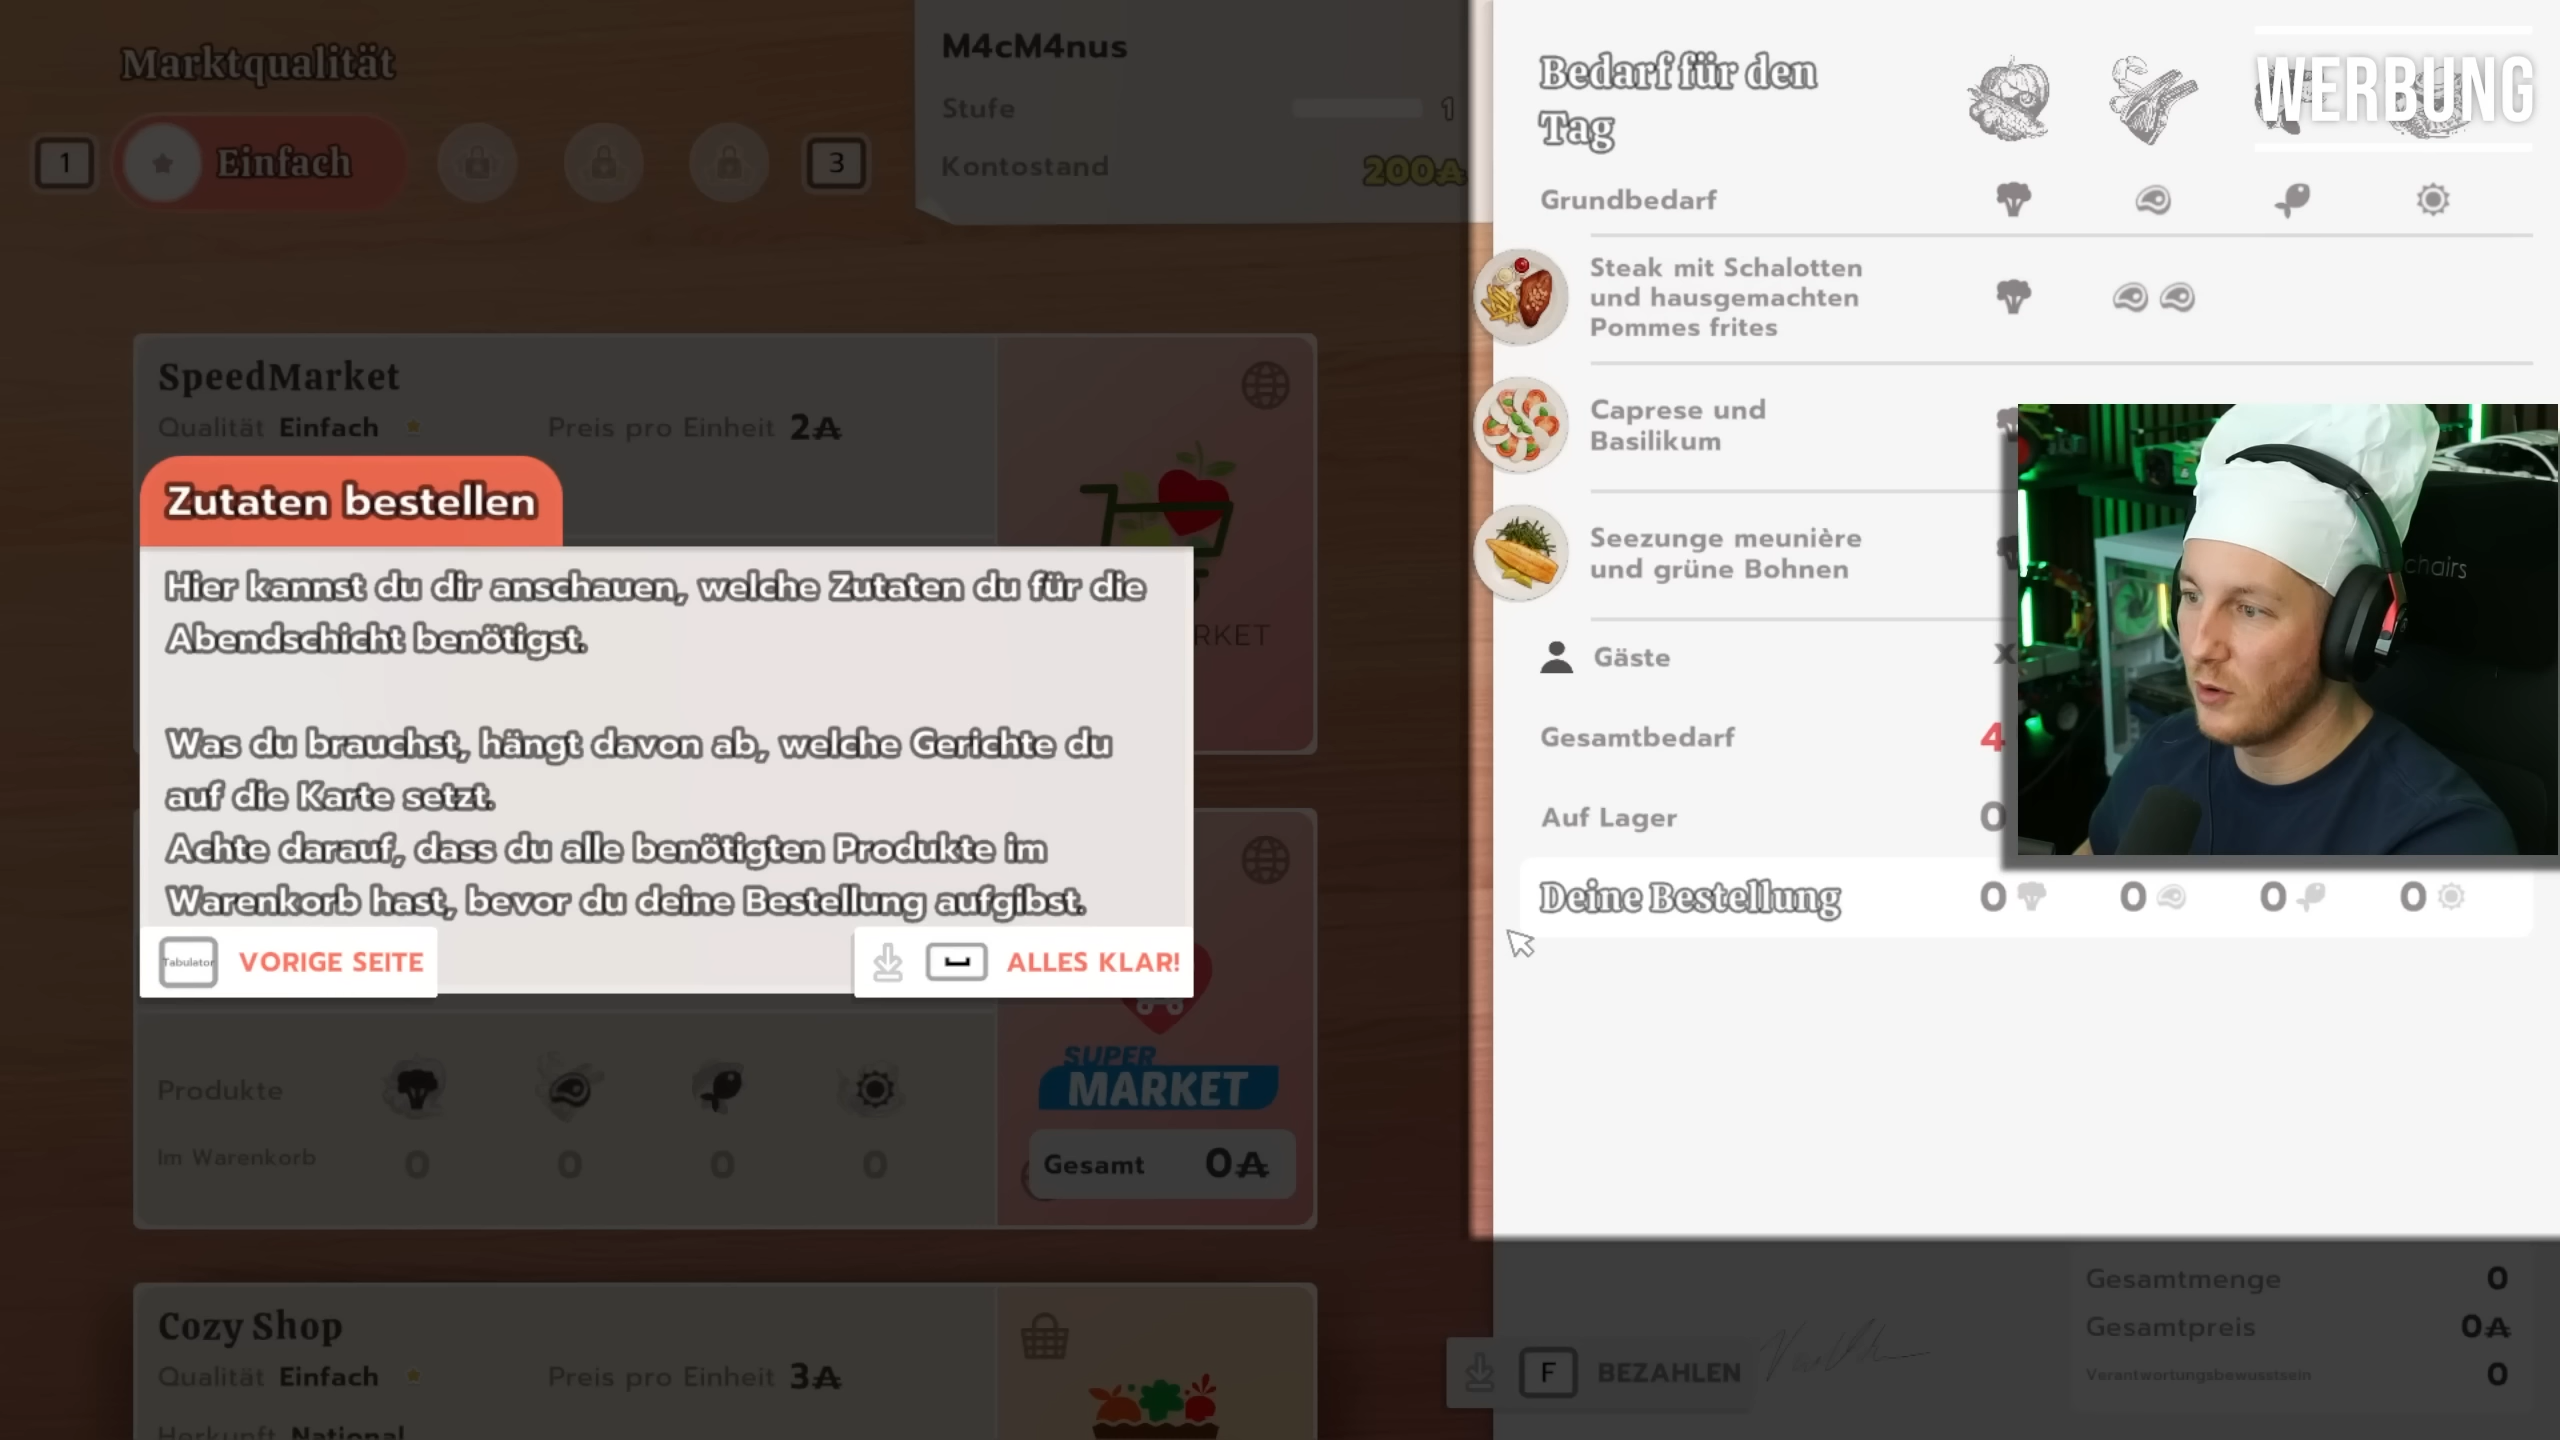 Marktqualität
1
Einfach
3
M4cM4nus
Stufe 1
Kontostand 200
SpeedMarket
Qualität Einfach
Preis pro Einheit 2
RKET
Zutaten bestellen
Hier kannst du dir anschauen, welche Zutaten du für die
Abendschicht benötigst.
Was du brauchst, hängt davon ab, welche Gerichte du
auf die Karte setzt.
Achte darauf, dass du alle benötigten Produkte im
Warenkorb hast, bevor du deine Bestellung aufgibst.
Tabulator VORIGE SEITE
ALLES KLAR!
Produkte
Im Warenkorb 0 0 0 0
SUPER
MARKET
Gesamt 0
Cozy Shop
Qualität Einfach
Preis pro Einheit 3
Herkunft National
Bedarf für den
Tag
WERBUNG
Grundbedarf
Steak mit Schalotten
und hausgemachten
Pommes frites
Caprese und
Basilikum
Seezunge meunière
und grüne Bohnen
Gäste x
Gesamtbedarf 4
Auf Lager 0
chairs
Deine Bestellung 0 0 0 0
F BEZAHLEN
Gesamtmenge 0
Gesamtpreis 0
Verantwortungsbewusstsein 0